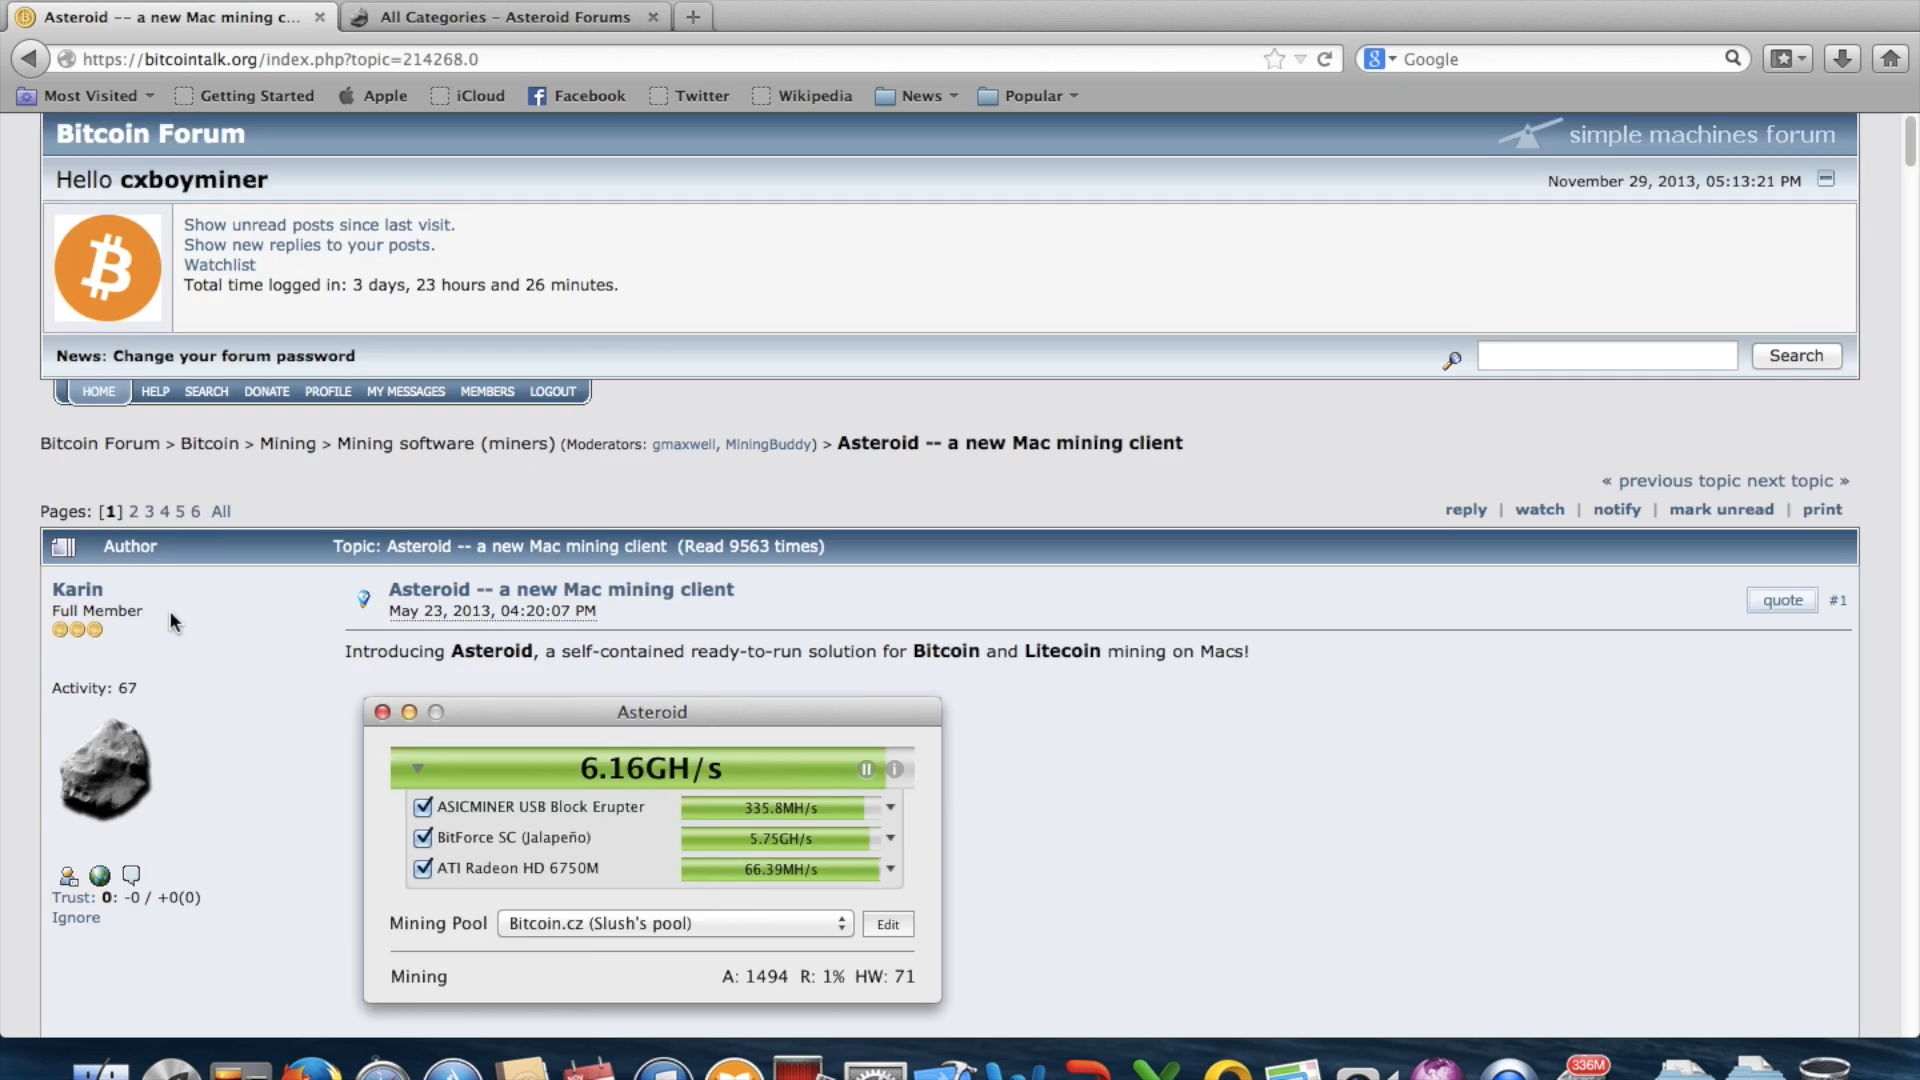 Asteroid -- a new Mac mining c...
All Categories – Asteroid Forums
https://bitcointalk.org/index.php?topic=214268.0
Google
Most Visited
Getting Started
Apple
iCloud
Facebook
Twitter
Wikipedia
News
Popular
Bitcoin Forum
simple machines forum
Hello cxboyminer
November 29, 2013, 05:13:21 PM
Show unread posts since last visit.
Show new replies to your posts.
Watchlist
Total time logged in: 3 days, 23 hours and 26 minutes.
News: Change your forum password
Search
HOME HELP SEARCH DONATE PROFILE MY MESSAGES MEMBERS LOGOUT
Bitcoin Forum > Bitcoin > Mining > Mining software (miners) (Moderators: gmaxwell, MiningBuddy) > Asteroid -- a new Mac mining client
« previous topic next topic »
Pages: [1] 2 3 4 5 6 All
reply | watch | notify | mark unread | print
Author
Topic: Asteroid -- a new Mac mining client (Read 9563 times)
Karin
Full Member
Activity: 67
Trust: 0: -0 / +0(0)
Ignore
Asteroid -- a new Mac mining client
May 23, 2013, 04:20:07 PM
quote #1
Introducing Asteroid, a self-contained ready-to-run solution for Bitcoin and Litecoin mining on Macs!
Asteroid
6.16GH/s
ASICMINER USB Block Erupter 335.8MH/s
BitForce SC (Jalapeño) 5.75GH/s
ATI Radeon HD 6750M 66.39MH/s
Mining Pool Bitcoin.cz (Slush's pool) Edit
Mining A: 1494 R: 1% HW: 71
336M